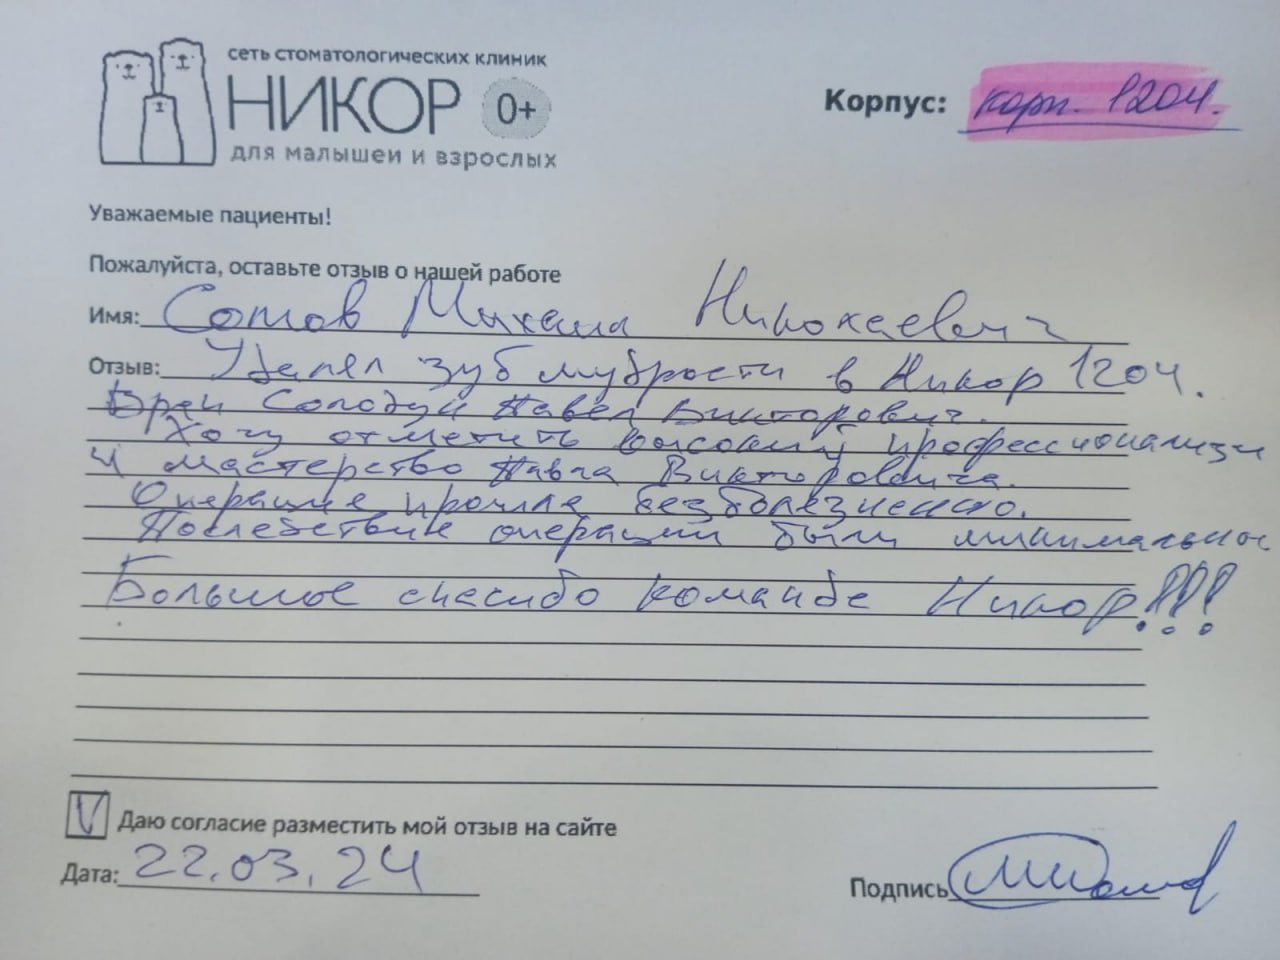 сеть стоматологических клиник
НИКОР 0+
для малышей и взрослых
Корпус: корп. 1204.
Уважаемые пациенты!
Пожалуйста, оставьте отзыв о нашей работе
Имя: Сотов Михаил Николаевич
Отзыв: Удалял зуб мудрости в Никор 1204.
Врач Солодун Павел Викторович.
Хочу отметить высокий профессионализм
и мастерство Павла Викторовича.
Операция прошла безболезненно.
Последствия операции были минимальные
Большое спасибо команде Никор!!!
V Даю согласие разместить мой отзыв на сайте
Дата: 22.03.24
Подпись